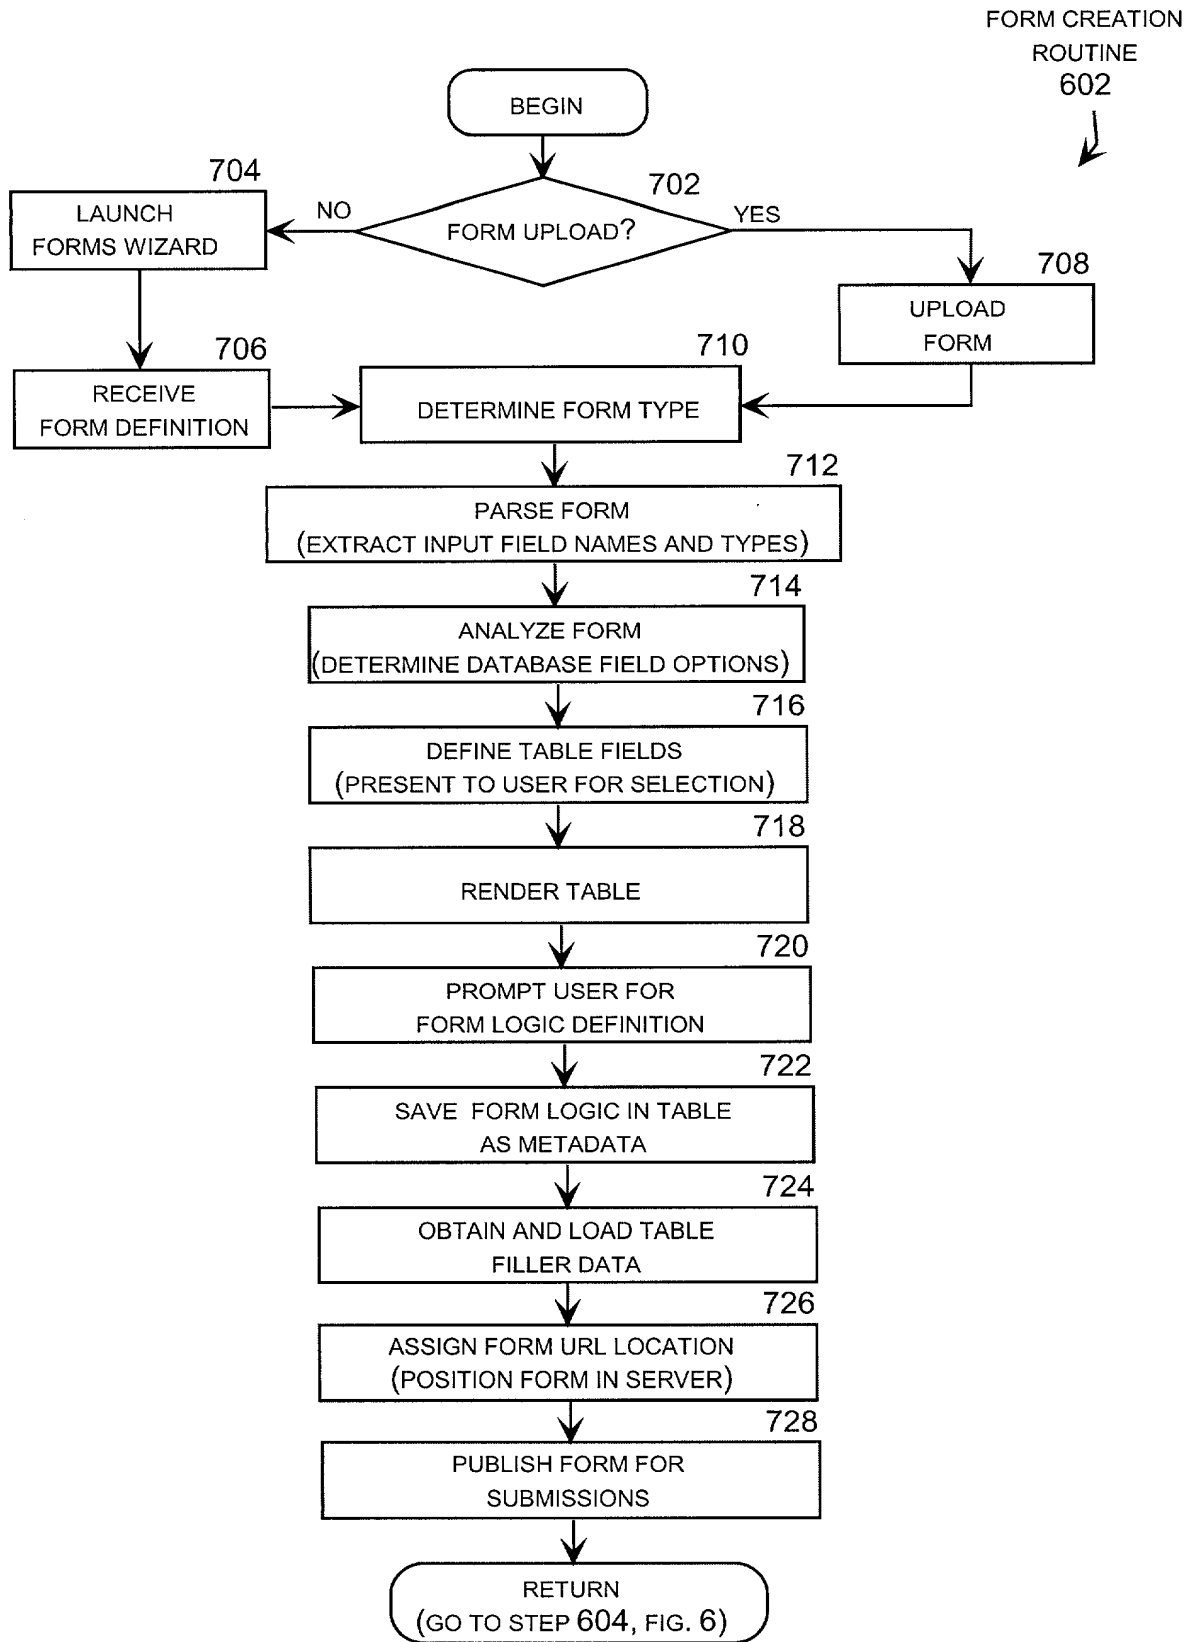 FORM CREATION
ROUTINE
602
BEGIN
702
FORM UPLOAD?
NO
YES
704
LAUNCH
FORMS WIZARD
708
UPLOAD
FORM
706
RECEIVE
FORM DEFINITION
710
DETERMINE FORM TYPE
712
PARSE FORM
(EXTRACT INPUT FIELD NAMES AND TYPES)
714
ANALYZE FORM
(DETERMINE DATABASE FIELD OPTIONS)
716
DEFINE TABLE FIELDS
(PRESENT TO USER FOR SELECTION)
718
RENDER TABLE
720
PROMPT USER FOR
FORM LOGIC DEFINITION
722
SAVE FORM LOGIC IN TABLE
AS METADATA
724
OBTAIN AND LOAD TABLE
FILLER DATA
726
ASSIGN FORM URL LOCATION
(POSITION FORM IN SERVER)
728
PUBLISH FORM FOR
SUBMISSIONS
RETURN
(GO TO STEP 604, FIG. 6)